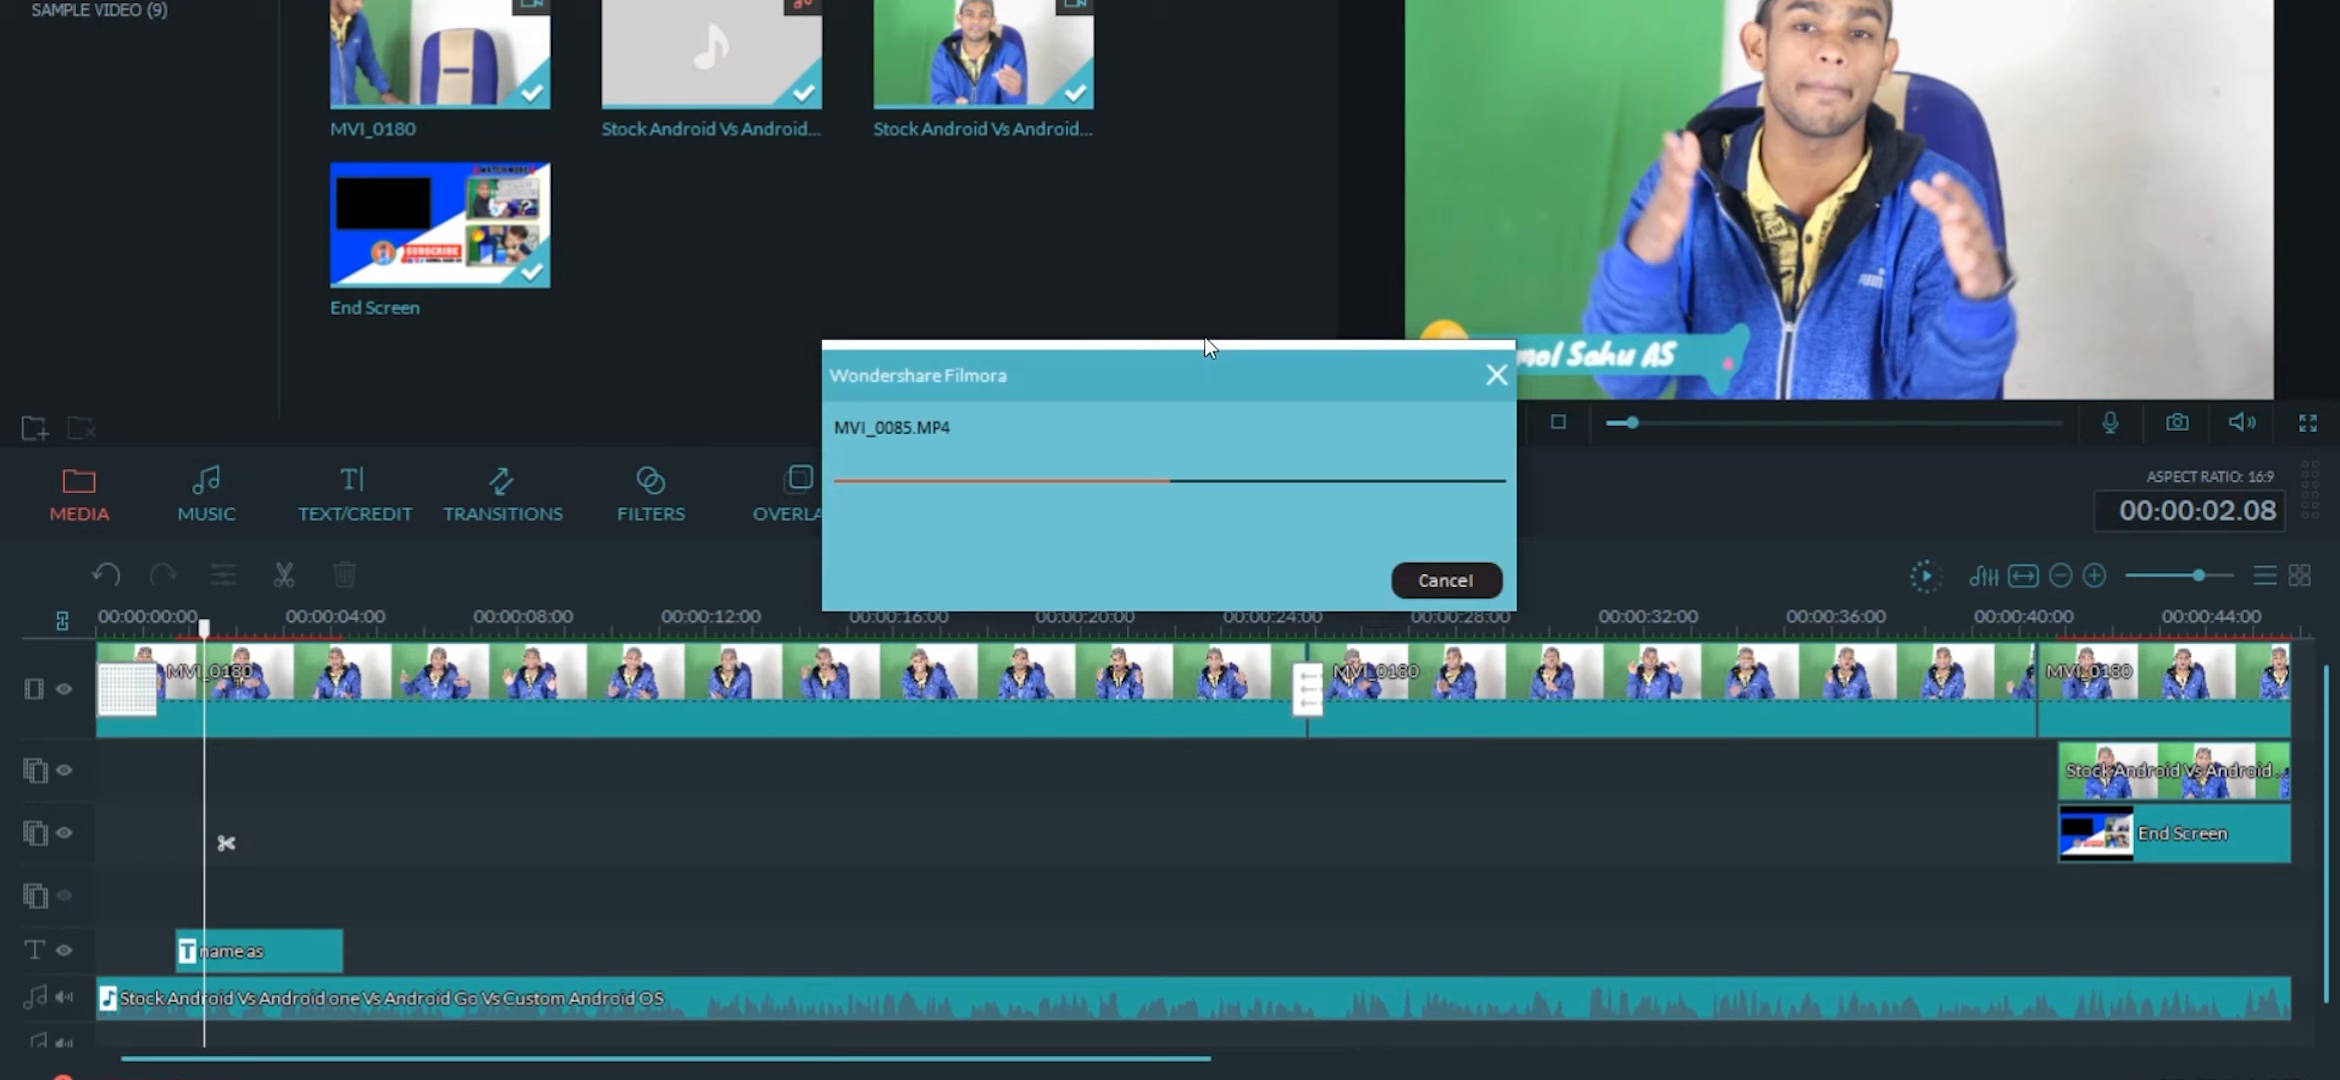 SAMPLE VIDEO (9)
MVI_0180
Stock Android Vs Android...
Stock Android Vs Android...
SUBSCRIBE
End Screen
mol Sahu AS
Wondershare Filmora
MVI_0085.MP4
Cancel
MEDIA
MUSIC
TEXT/CREDIT
TRANSITIONS
FILTERS
OVERLA
ASPECT RATIO: 16:9
00:00:02.08
00:00:00:00
00:00:04:00
00:00:08:00
00:00:12:00
00:00:16:00
00:00:20:00
00:00:24:00
00:00:28:00
00:00:32:00
00:00:36:00
00:00:40:00
00:00:44:00
MVI_0180
MVI_0180
MVI_0180
Stock Android Vs Android ...
End Screen
T name as
Stock Android Vs Android one Vs Android Go Vs Custom Android OS